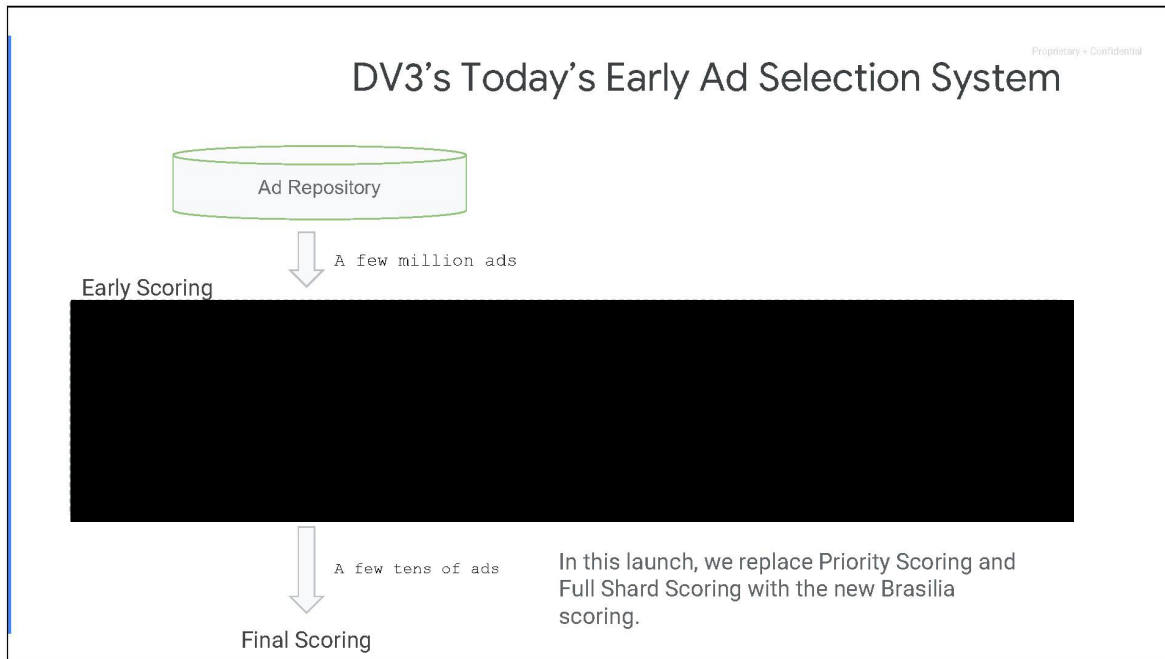 Proprietary + Confidential
DV3's Today's Early Ad Selection System
Ad Repository
A few million ads
Early Scoring
A few tens of ads
In this launch, we replace Priority Scoring and
Full Shard Scoring with the new Brasilia
scoring.
Final Scoring